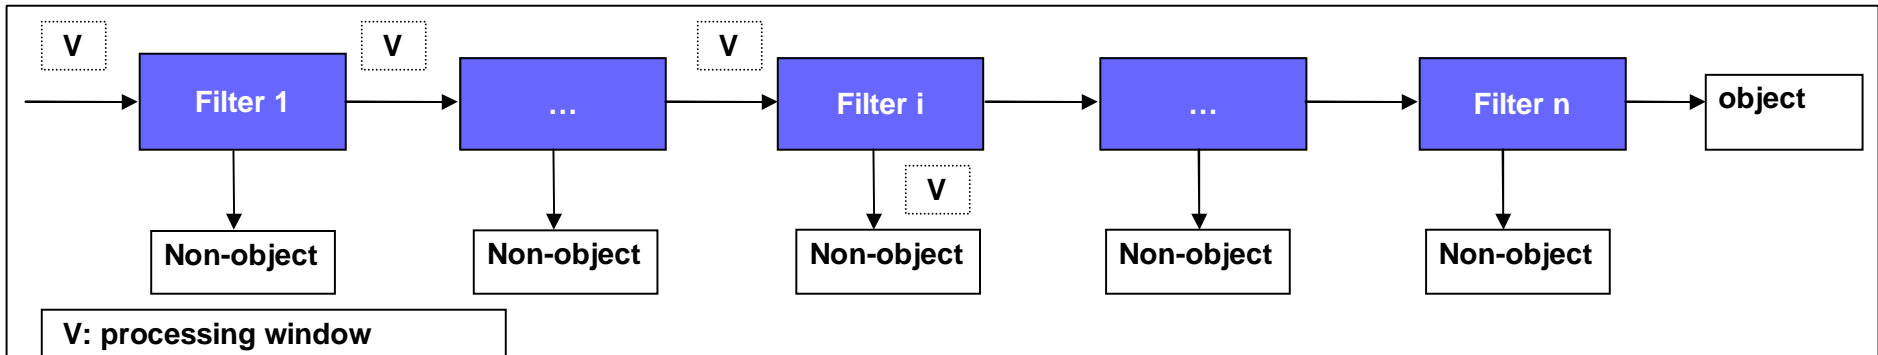 V
V
V
Filter 1
…
Filter i
…
Filter n
object
V
Non-object
Non-object
Non-object
Non-object
Non-object
V: processing window